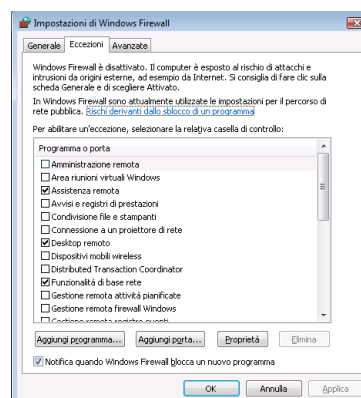 Impostazioni di Windows Firewall
Generale Eccezioni Avanzate
Windows Firewall è disattivato. Il computer è esposto al rischio di attacchi e
intrusioni da origini esterne, ad esempio da Internet. Si consiglia di fare clic sulla
scheda Generale e di scegliere Attivato.
In Windows Firewall sono attualmente utilizzate le impostazioni per il percorso di
rete pubblica. Rischi derivanti dallo sblocco di un programma
Per abilitare un'eccezione, selezionare la relativa casella di controllo:
Programma o porta
Amministrazione remota
Area riunioni virtuali Windows
Assistenza remota
Avvisi e registri di prestazioni
Condivisione file e stampanti
Connessione a un proiettore di rete
Desktop remoto
Dispositivi mobili wireless
Distributed Transaction Coordinator
Funzionalità di base rete
Gestione remota attività pianificate
Gestione remota firewall Windows
Gestione remota registro eventi
Aggiungi programma... Aggiungi porta... Proprietà Elimina
Notifica quando Windows Firewall blocca un nuovo programma
OK Annulla Applica